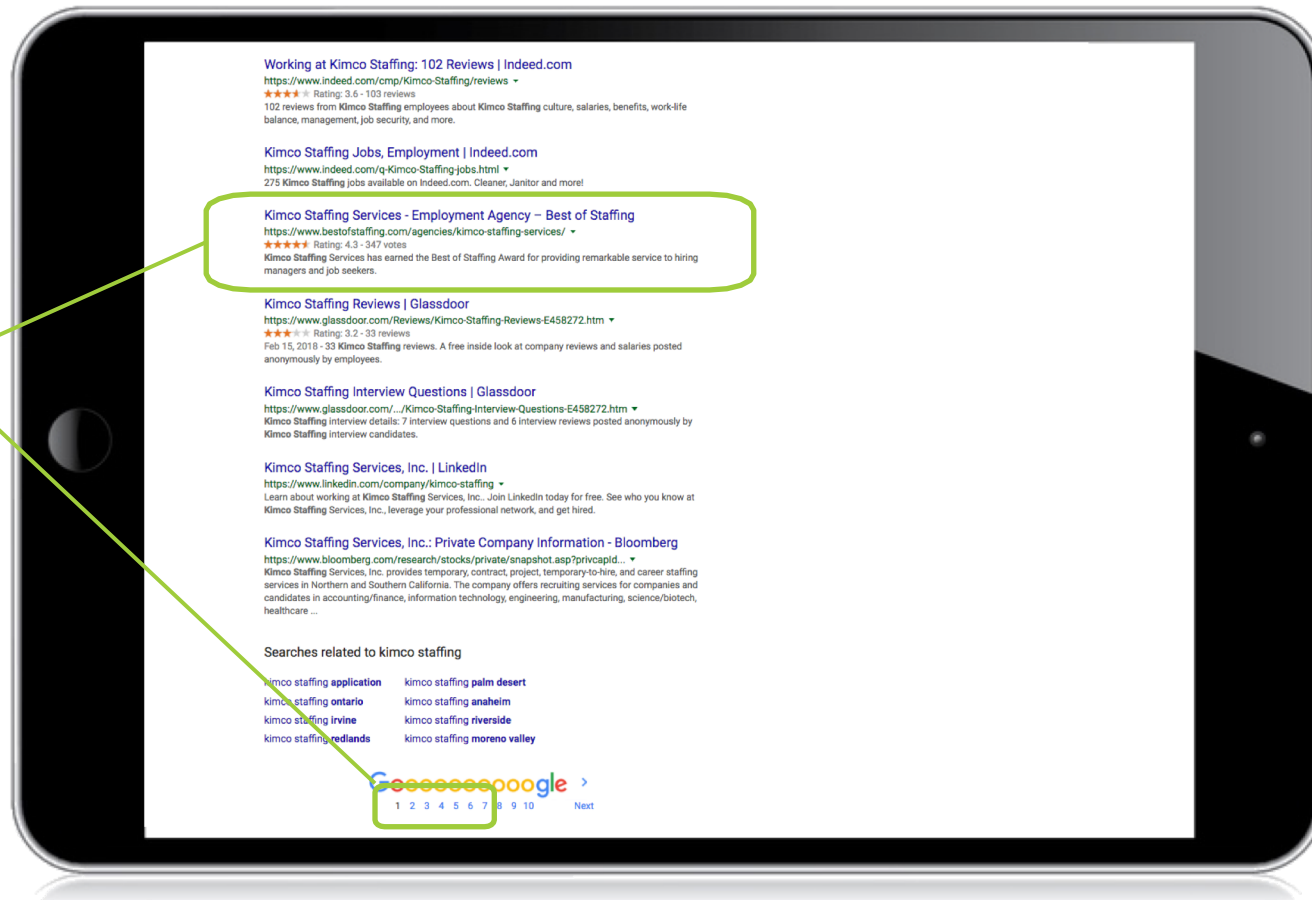 Working at Kimco Staffing: 102 Reviews | Indeed.com
https://www.indeed.com/cmp/Kimco-Staffing/reviews
Rating: 3.6 - 103 reviews
102 reviews from Kimco Staffing employees about Kimco Staffing culture, salaries, benefits, work-life
balance, management, job security, and more.
Kimco Staffing Jobs, Employment | Indeed.com
https://www.indeed.com/q-Kimco-Staffing-jobs.html
275 Kimco Staffing jobs available on Indeed.com. Cleaner, Janitor and more!
Kimco Staffing Services - Employment Agency – Best of Staffing
https://www.bestofstaffing.com/agencies/kimco-staffing-services/
Rating: 4.3 - 347 votes
Kimco Staffing Services has earned the Best of Staffing Award for providing remarkable service to hiring
managers and job seekers.
Kimco Staffing Reviews | Glassdoor
https://www.glassdoor.com/Reviews/Kimco-Staffing-Reviews-E458272.htm
Rating: 3.2 - 33 reviews
Feb 15, 2018 - 33 Kimco Staffing reviews. A free inside look at company reviews and salaries posted
anonymously by employees.
Kimco Staffing Interview Questions | Glassdoor
https://www.glassdoor.com/.../Kimco-Staffing-Interview-Questions-E458272.htm
Kimco Staffing interview details: 7 interview questions and 6 interview reviews posted anonymously by
Kimco Staffing interview candidates.
Kimco Staffing Services, Inc. | LinkedIn
https://www.linkedin.com/company/kimco-staffing
Learn about working at Kimco Staffing Services, Inc.. Join LinkedIn today for free. See who you know at
Kimco Staffing Services, Inc., leverage your professional network, and get hired.
Kimco Staffing Services, Inc.: Private Company Information - Bloomberg
https://www.bloomberg.com/research/stocks/private/snapshot.asp?privcapId...
Kimco Staffing Services, Inc. provides temporary, contract, project, temporary-to-hire, and career staffing
services in Northern and Southern California. The company offers recruiting services for companies and
candidates in accounting/finance, information technology, engineering, manufacturing, science/biotech,
healthcare ...
Searches related to kimco staffing
kimco staffing application kimco staffing palm desert
kimco staffing ontario kimco staffing anaheim
kimco staffing irvine kimco staffing riverside
kimco staffing redlands kimco staffing moreno valley
Goooooooooogle >
1 2 3 4 5 6 7 8 9 10 Next